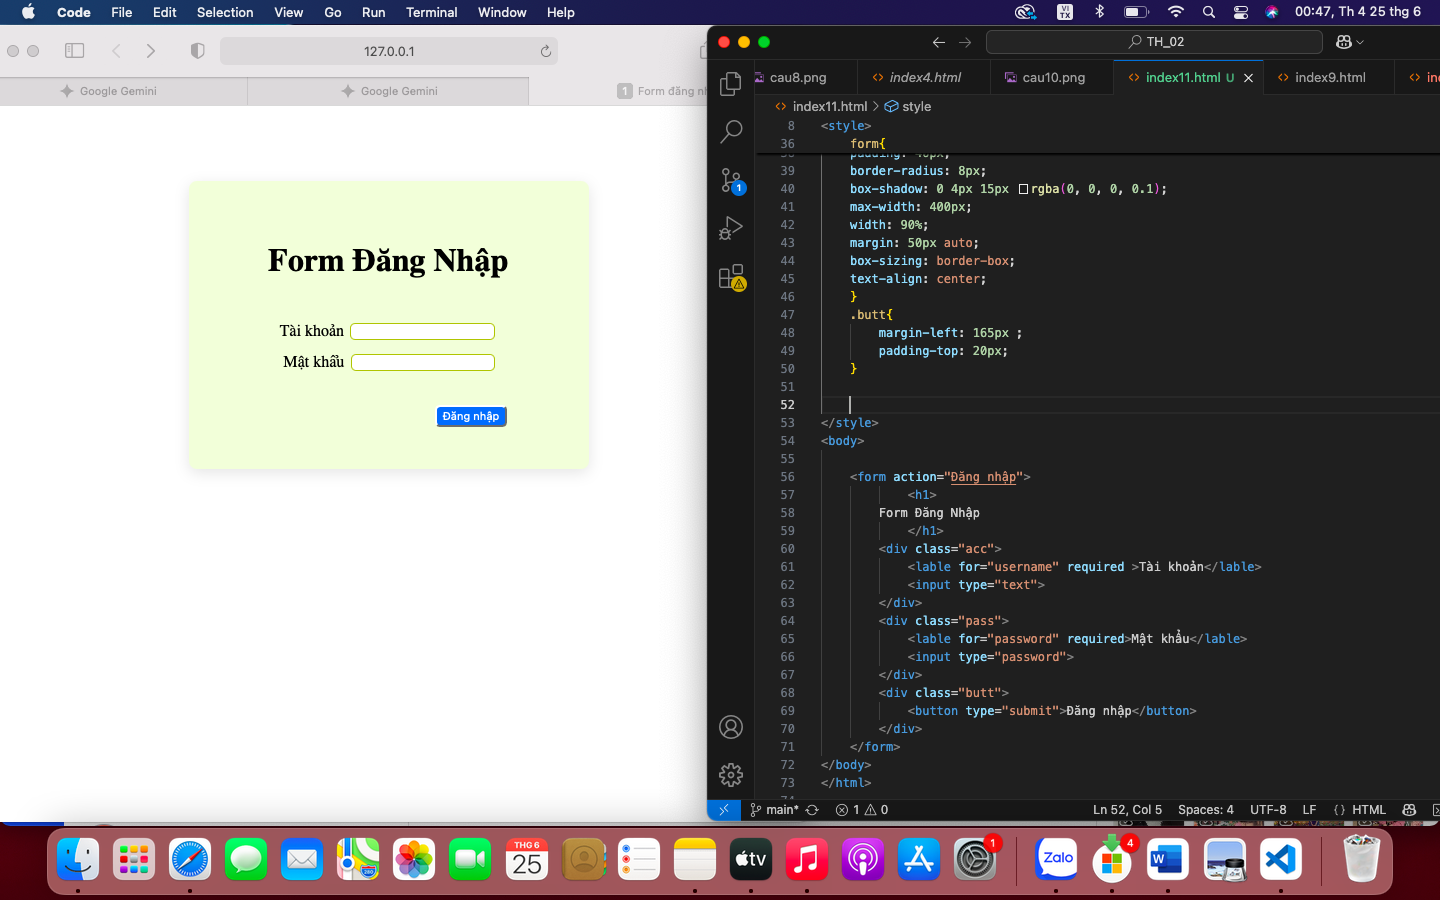 Code File Edit Selection View Go Run Terminal Window Help
VI
TX
00:47, Th 4 25 thg 6
127.0.0.1
Google Gemini
Google Gemini
1 Form đăng nh
TH_02
cau8.png
index4.html
cau10.png
index11.html U
index9.html
in
index11.html > style
8 <style>
36 form{
38 padding: 40px;
39 border-radius: 8px;
40 box-shadow: 0 4px 15px rgba(0, 0, 0, 0.1);
41 max-width: 400px;
42 width: 90%;
43 margin: 50px auto;
44 box-sizing: border-box;
45 text-align: center;
46 }
47 .butt{
48 margin-left: 165px ;
49 padding-top: 20px;
50 }
51
52
53 </style>
54 <body>
55
56 <form action="Đăng nhập">
57 <h1>
58 Form Đăng Nhập
59 </h1>
60 <div class="acc">
61 <lable for="username" required >Tài khoản</lable>
62 <input type="text">
63 </div>
64 <div class="pass">
65 <lable for="password" required>Mật khẩu</lable>
66 <input type="password">
67 </div>
68 <div class="butt">
69 <button type="submit">Đăng nhập</button>
70 </div>
71 </form>
72 </body>
73 </html>
74
Form Đăng Nhập
Tài khoản
Mật khẩu
Đăng nhập
1
main*
1 0
Ln 52, Col 5
Spaces: 4
UTF-8
LF
{} HTML
THG 6
25
280
tv
1
Zalo
4
W